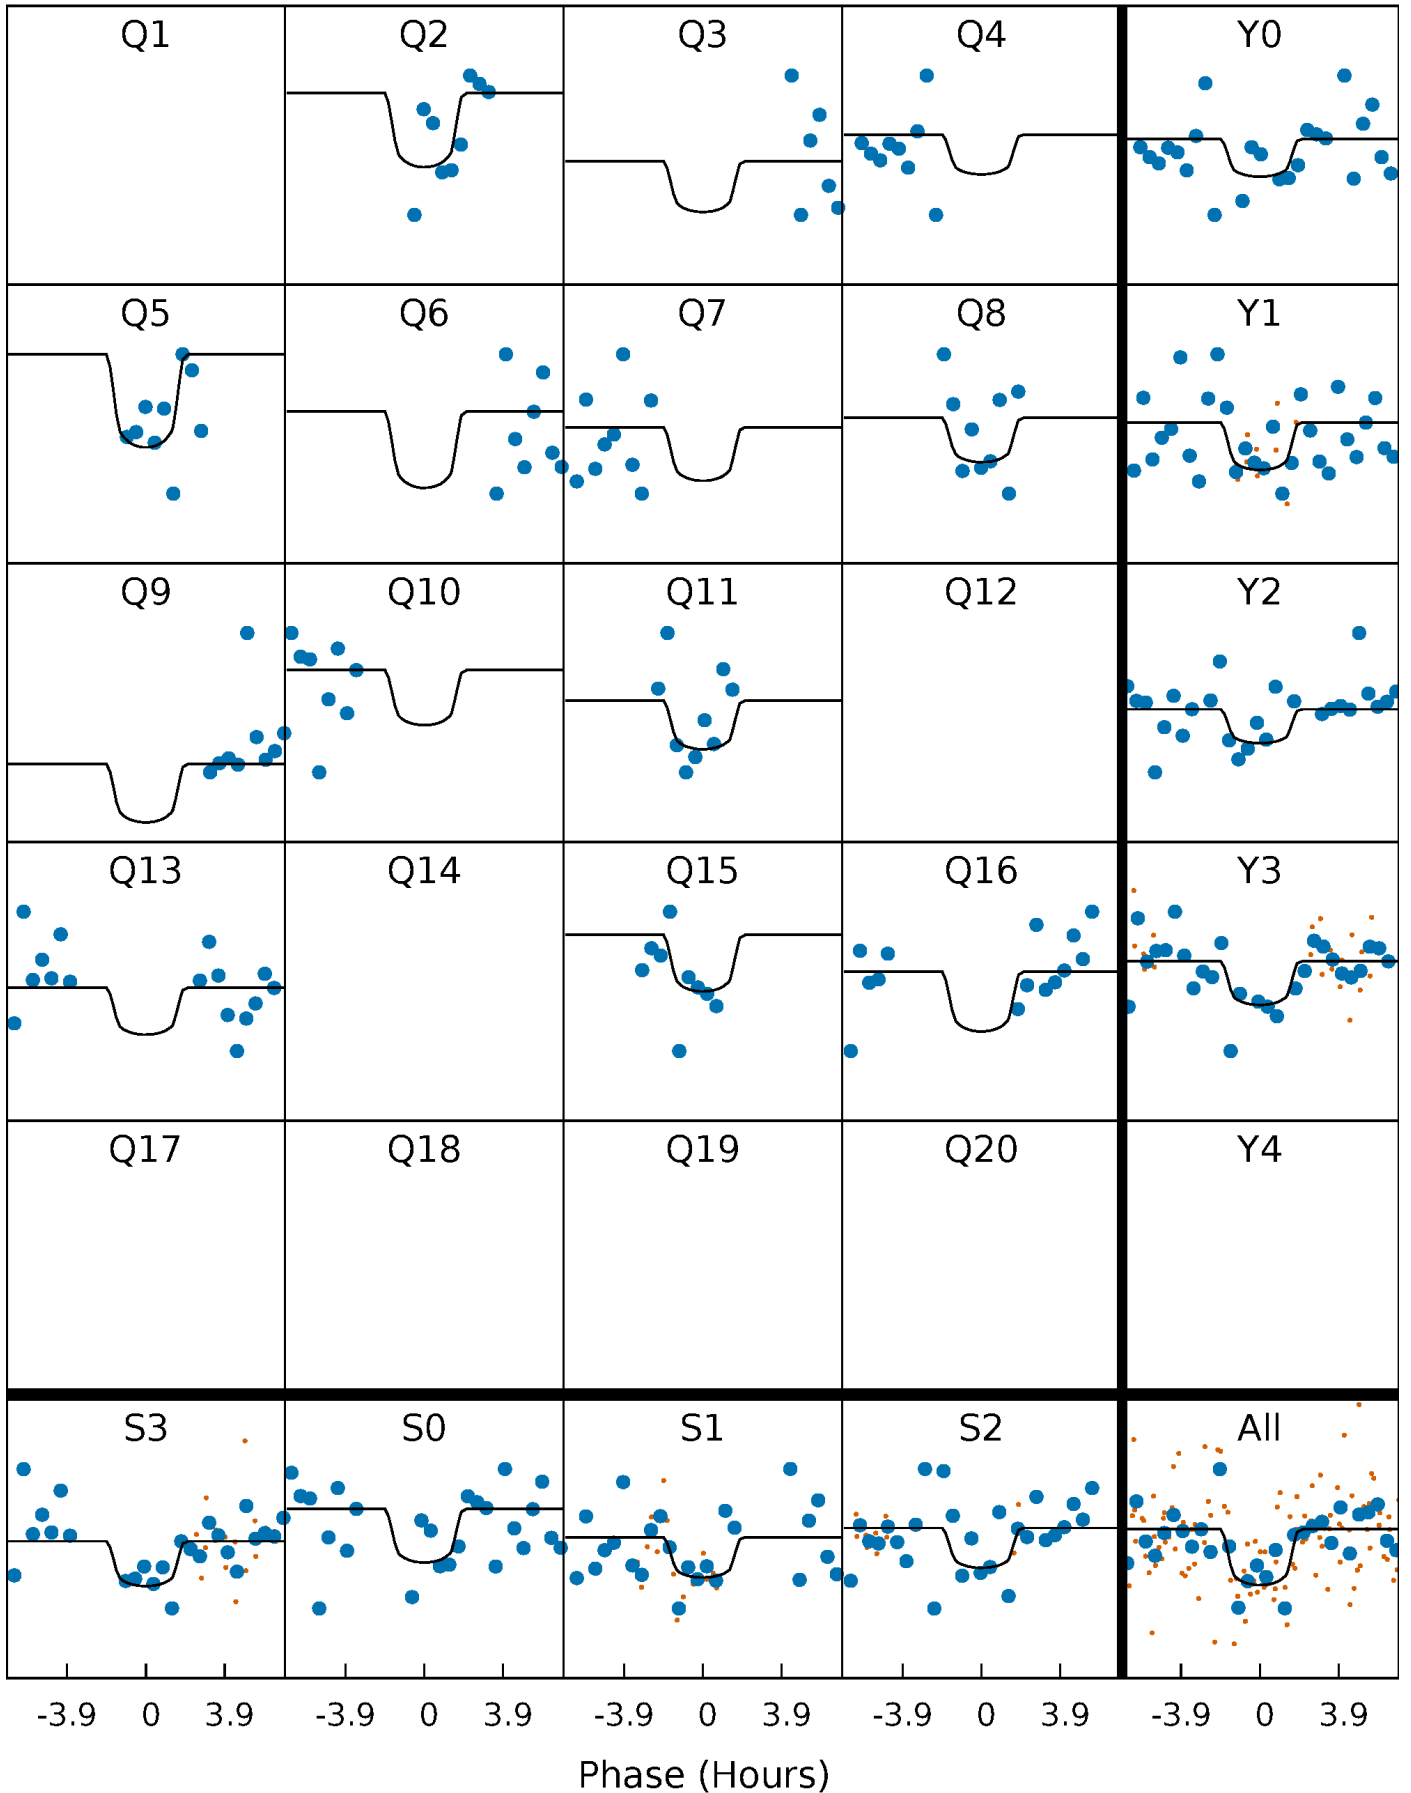 Q1 Q2 Q3 Q4 Y0
Q5 Q6 Q7 Q8 Y1
Q9 Q10 Q11 Q12 Y2
Q13 Q14 Q15 Q16 Y3
Q17 Q18 Q19 Q20 Y4
S3 S0 S1 S2 All
-3.9 0 3.9 -3.9 0 3.9 -3.9 0 3.9 -3.9 0 3.9 -3.9 0 3.9
Phase (Hours)